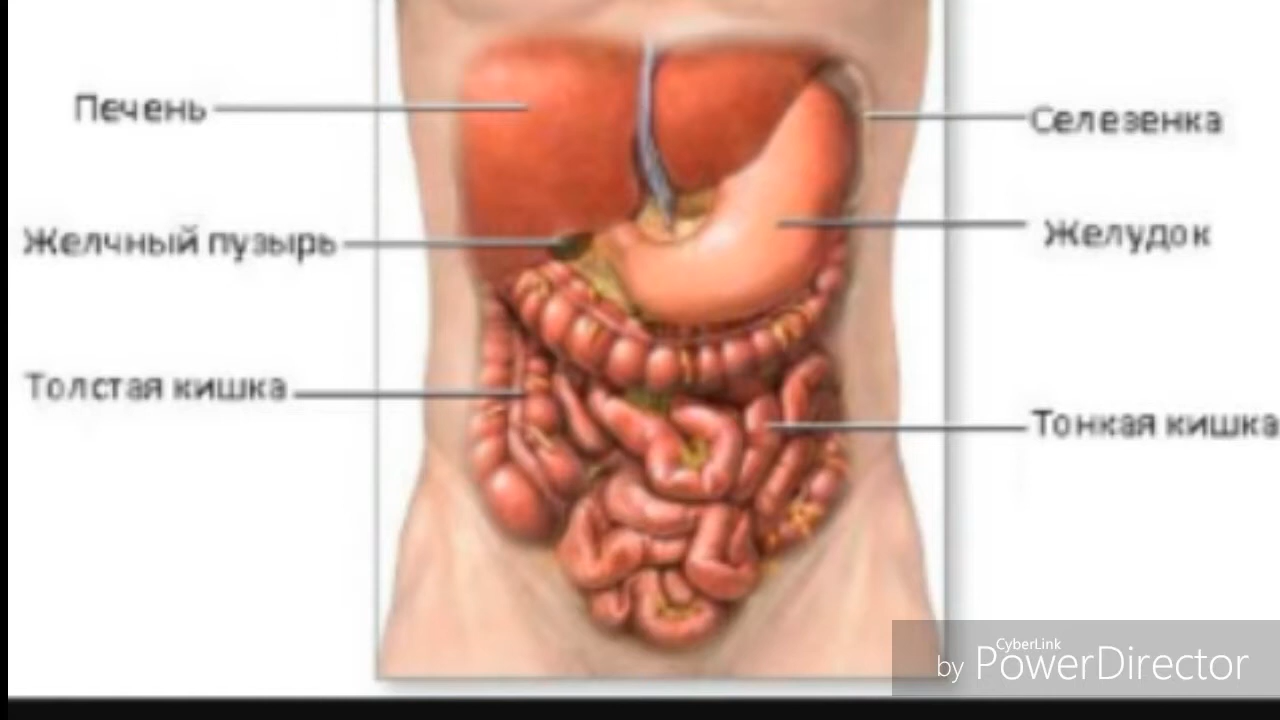 Печень
Селезенка
Желчный пузырь
Желудок
Толстая кишка
Тонкая кишка
CyberLink
by PowerDirector